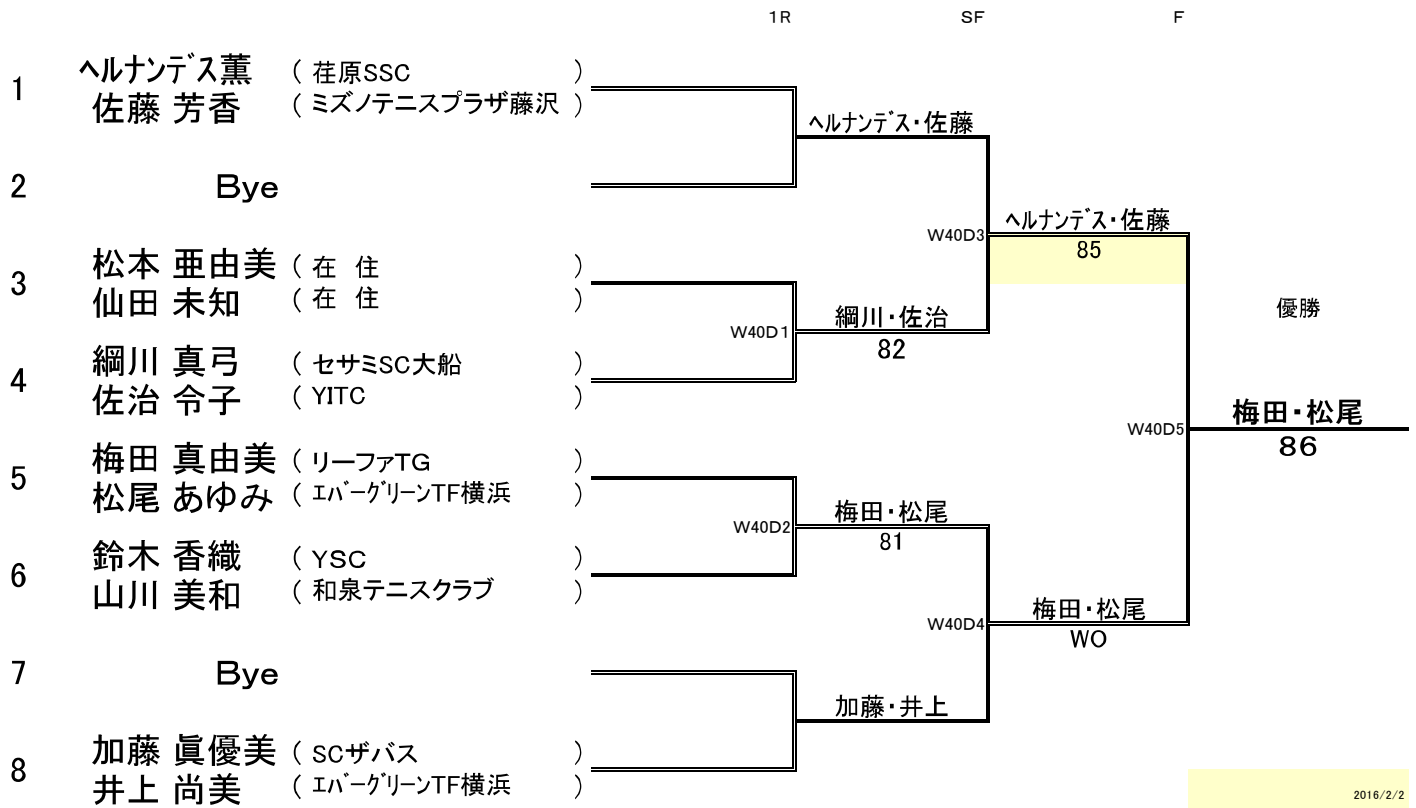 1R SF F
1 ﾍﾙﾅﾝﾃﾞｽ薫 ( 荏原SSC )
佐藤 芳香 ( ミズノテニスプラザ藤沢 )
ﾍﾙﾅﾝﾃﾞｽ・佐藤
2 Bye
W40D3 ﾍﾙﾅﾝﾃﾞｽ・佐藤
85
3 松本 亜由美 ( 在 住 )
仙田 未知 ( 在 住 )
優勝
W40D1 綱川・佐治
82
4 綱川 真弓 ( セサミSC大船 )
佐治 令子 ( YITC )
W40D5 梅田・松尾
86
5 梅田 真由美 ( リーファTG )
松尾 あゆみ ( ｴﾊﾞｰｸﾞﾘｰﾝTF横浜 )
W40D2 梅田・松尾
81
6 鈴木 香織 ( YSC )
山川 美和 ( 和泉テニスクラブ )
W40D4 梅田・松尾
WO
7 Bye
加藤・井上
8 加藤 眞優美 ( SCザバス )
井上 尚美 ( ｴﾊﾞｰｸﾞﾘｰﾝTF横浜 )
2016/2/2